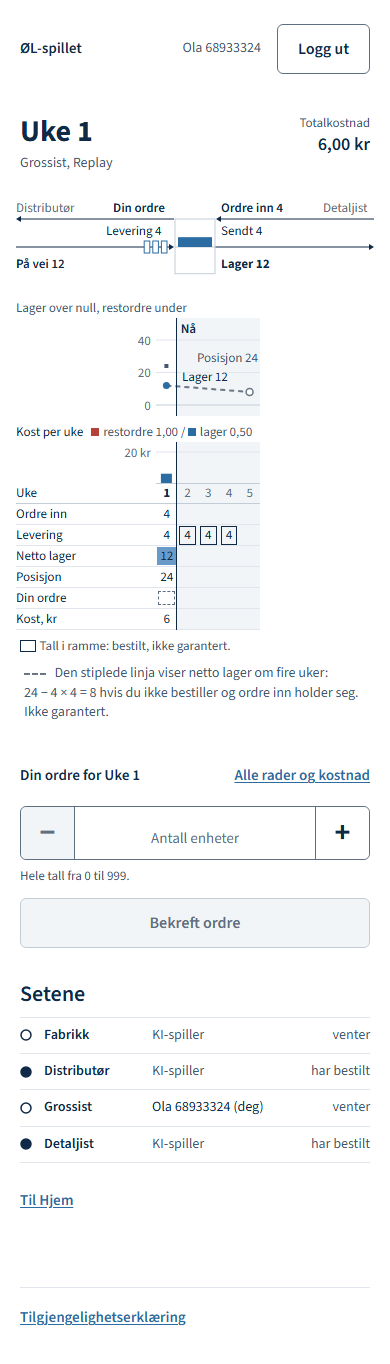 ØL-spillet
Ola 68933324
Logg ut
Uke 1
Grossist, Replay
Totalkostnad
6,00 kr
Distributør
Din ordre
Ordre inn 4
Detaljist
Levering 4
Sendt 4
På vei 12
Lager 12
Lager over null, restordre under
Nå
40
20
0
Posisjon 24
Lager 12
Kost per uke restordre 1,00 / lager 0,50
20 kr
Uke 1 2 3 4 5
Ordre inn 4
Levering 4 4 4 4
Netto lager 12
Posisjon 24
Din ordre
Kost, kr 6
Tall i ramme: bestilt, ikke garantert.
Den stiplede linja viser netto lager om fire uker:
24 − 4 × 4 = 8 hvis du ikke bestiller og ordre inn holder seg.
Ikke garantert.
Din ordre for Uke 1
Alle rader og kostnad
− Antall enheter +
Hele tall fra 0 til 999.
Bekreft ordre
Setene
Fabrikk KI-spiller venter
Distributør KI-spiller har bestilt
Grossist Ola 68933324 (deg) venter
Detaljist KI-spiller har bestilt
Til Hjem
Tilgjengelighetserklæring